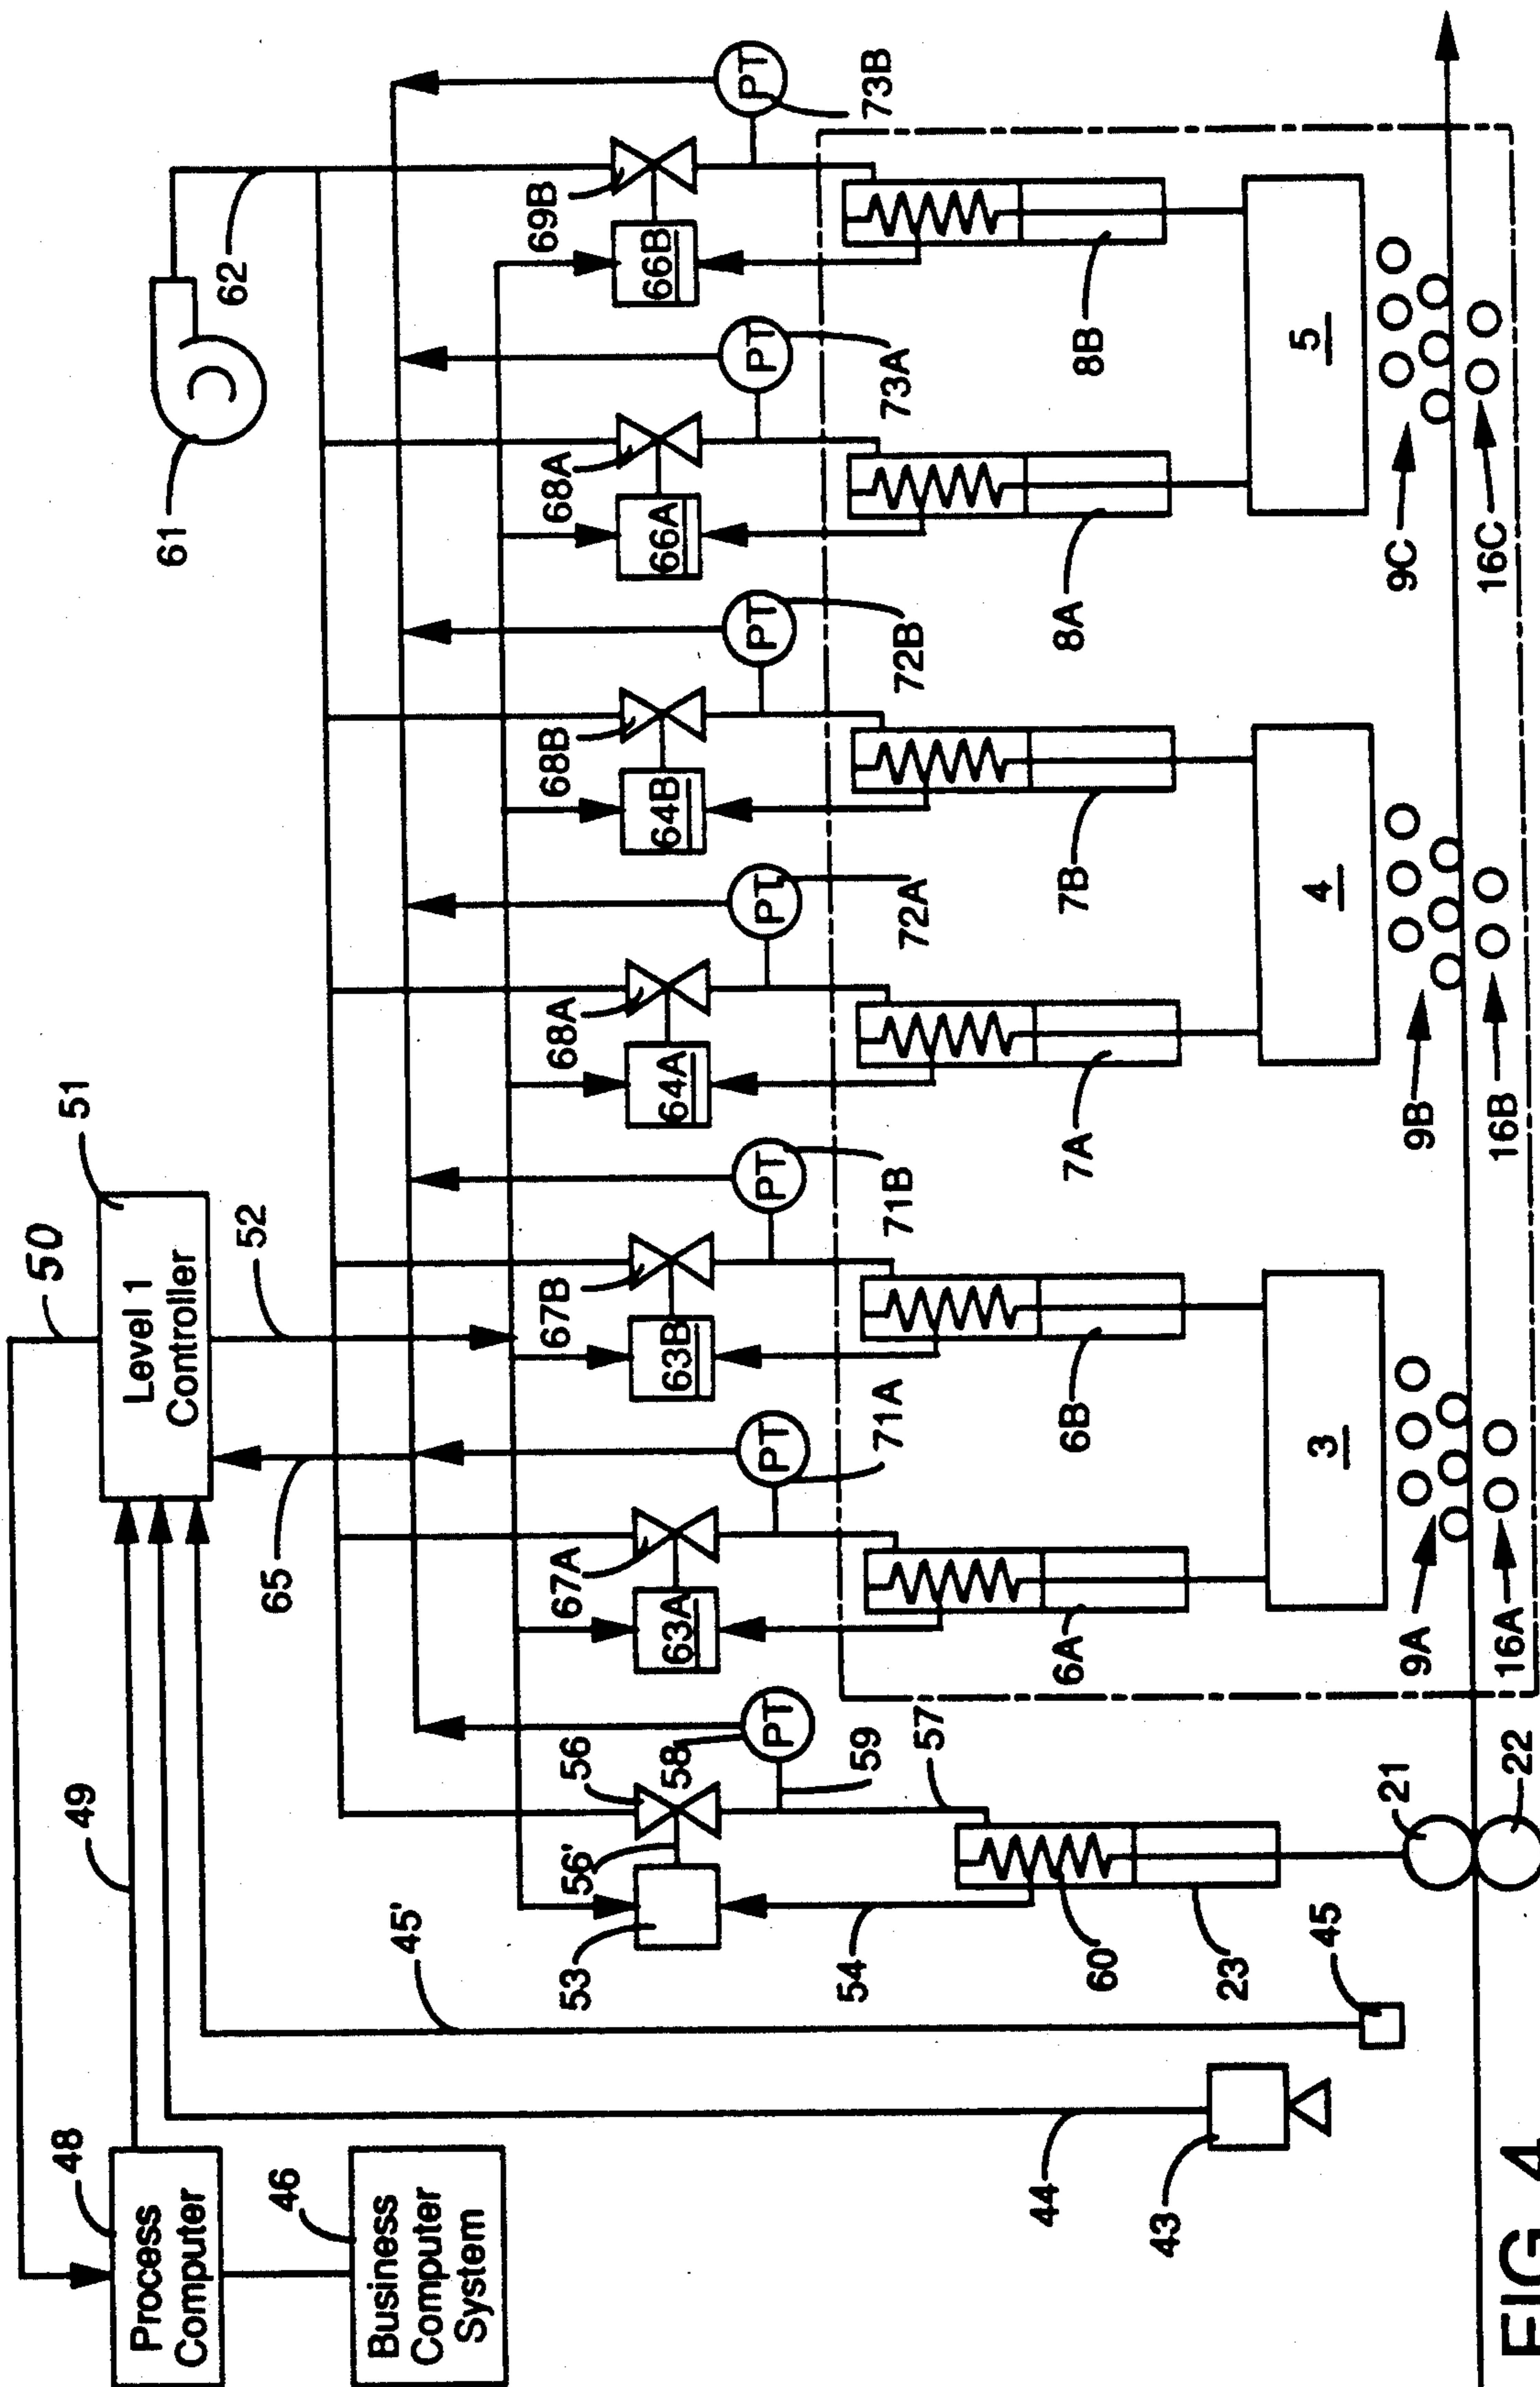 Process
Computer
48
Business
Computer
System
46
49
50
Level 1
Controller
51
52
65
45'
44
43
45
61
62
53
56'
56
58
PT
59
57
54
60
23
21
22
67A
63A
PT
71A
6A
67B
63B
PT
71B
6B
3
9A
16A
68A
64A
PT
72A
7A
68B
64B
PT
72B
7B
4
9B
16B
68A
66A
PT
73A
8A
69B
66B
PT
73B
8B
5
9C
16C
FIG. 4